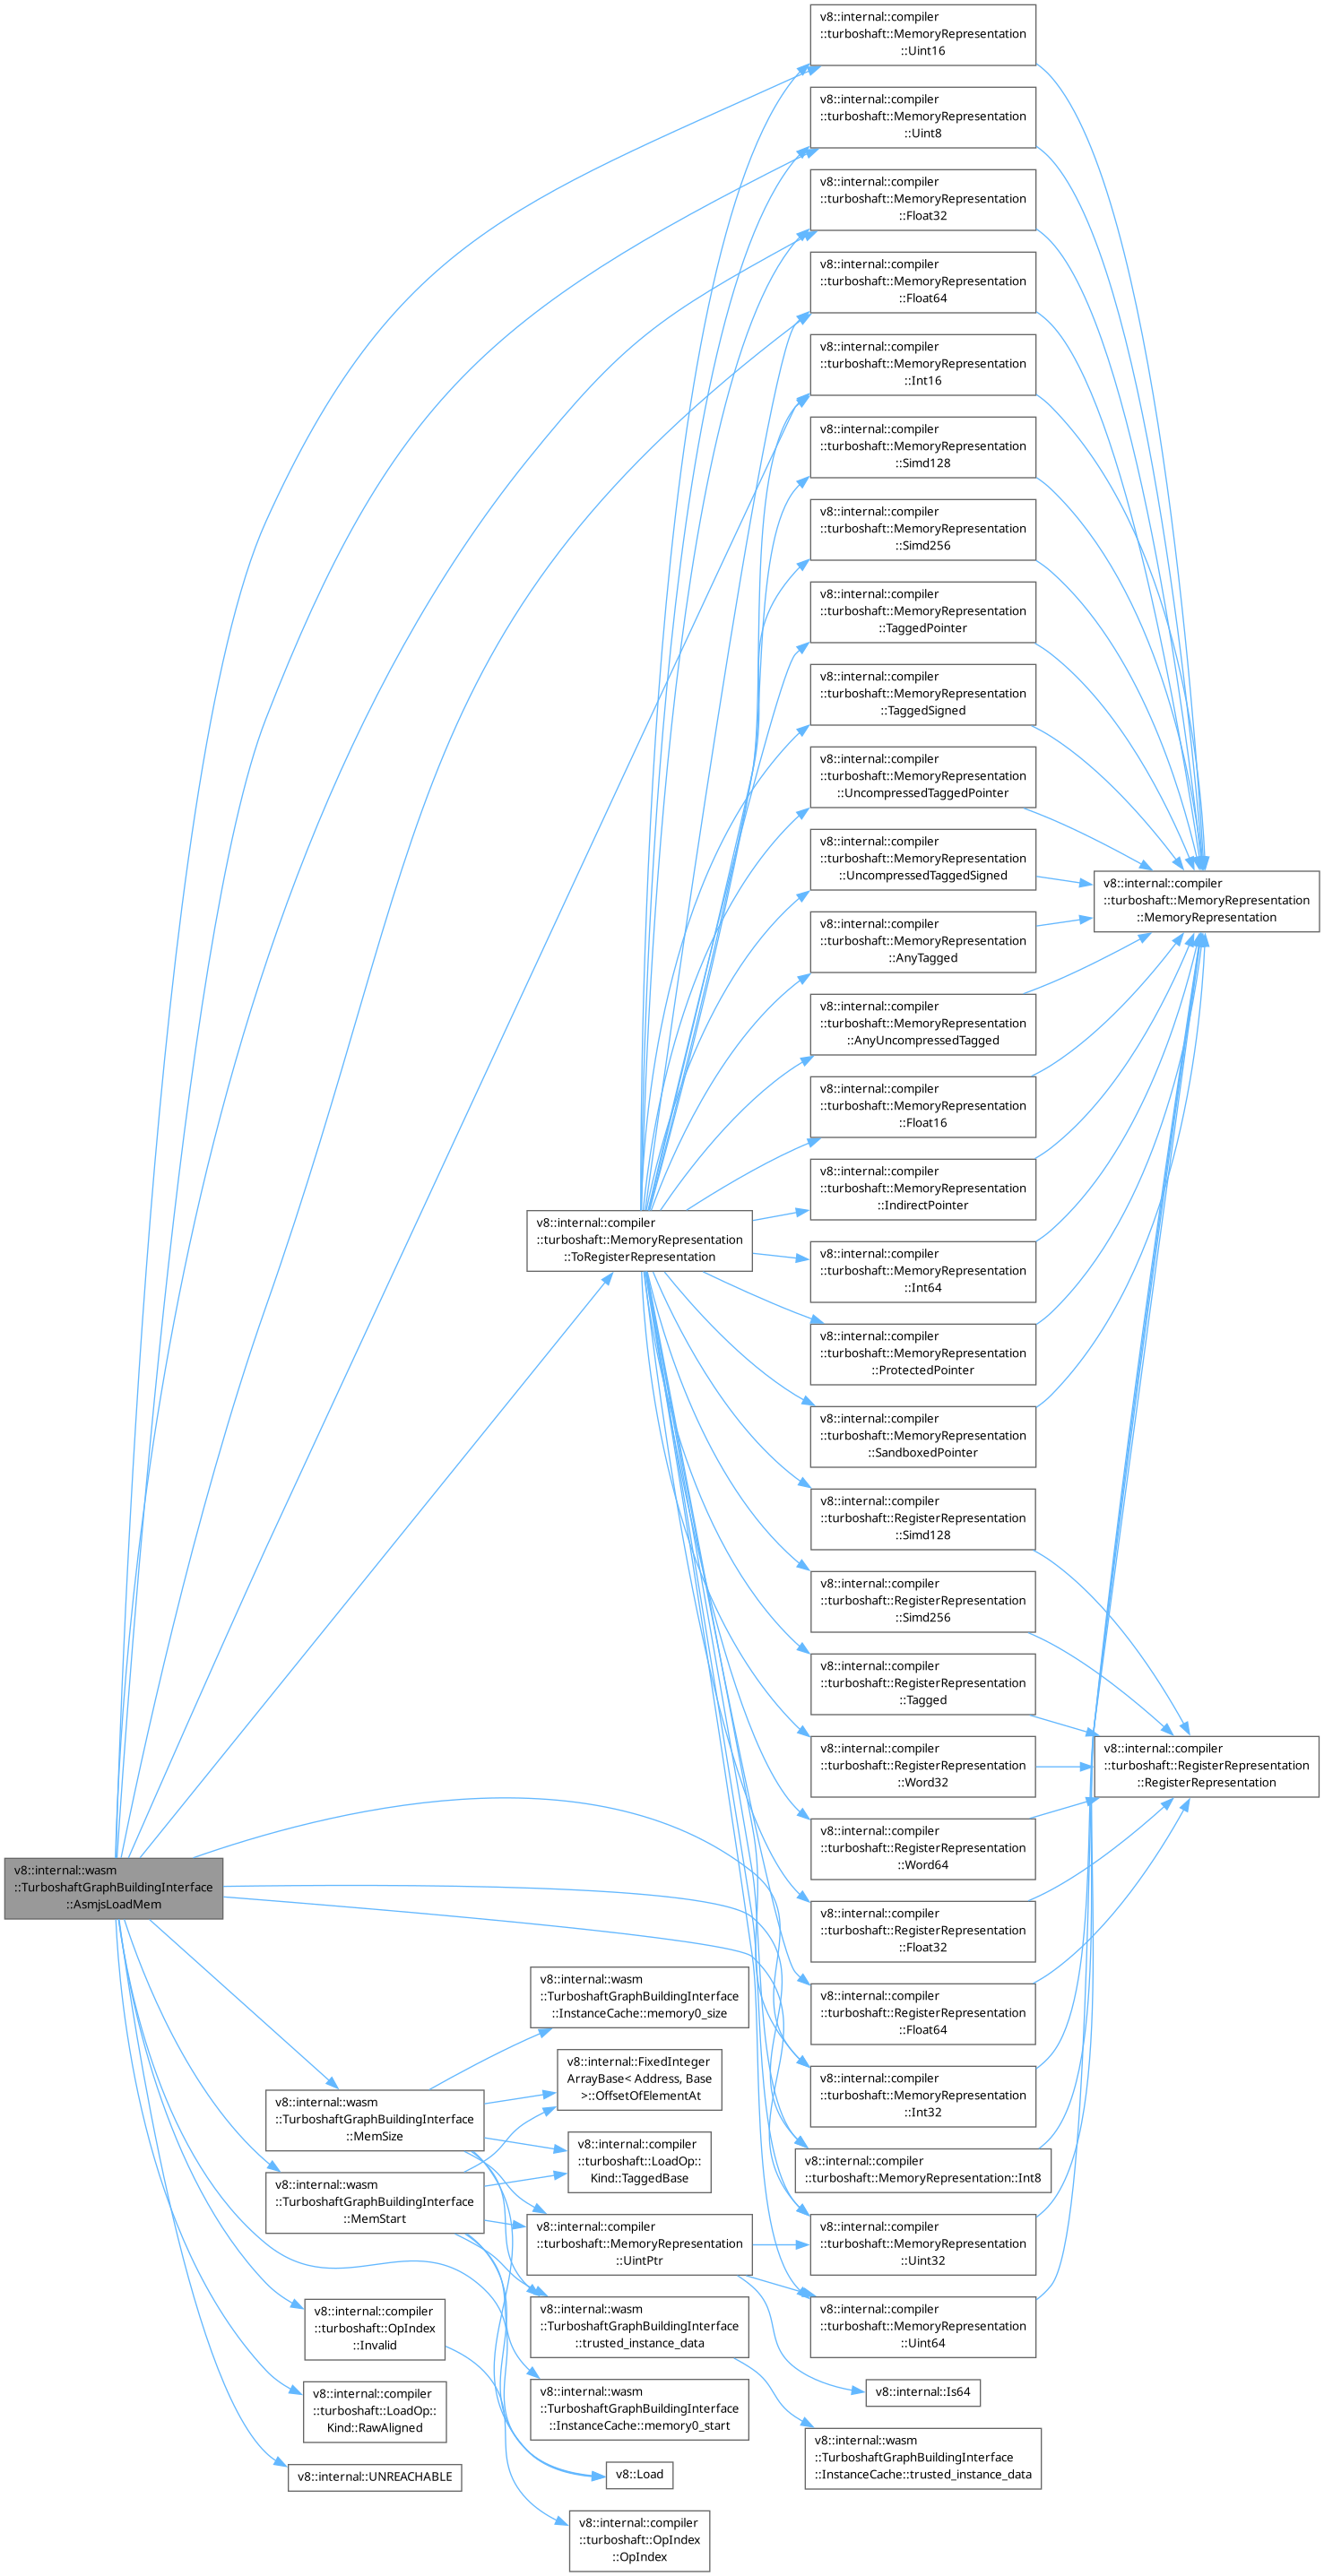 v8::internal::compiler
::turboshaft::MemoryRepresentation
::Uint16
v8::internal::compiler
::turboshaft::MemoryRepresentation
::Uint8
v8::internal::compiler
::turboshaft::MemoryRepresentation
::Float32
v8::internal::compiler
::turboshaft::MemoryRepresentation
::Float64
v8::internal::compiler
::turboshaft::MemoryRepresentation
::Int16
v8::internal::compiler
::turboshaft::MemoryRepresentation
::Simd128
v8::internal::compiler
::turboshaft::MemoryRepresentation
::Simd256
v8::internal::compiler
::turboshaft::MemoryRepresentation
::TaggedPointer
v8::internal::compiler
::turboshaft::MemoryRepresentation
::TaggedSigned
v8::internal::compiler
::turboshaft::MemoryRepresentation
::UncompressedTaggedPointer
v8::internal::compiler
::turboshaft::MemoryRepresentation
::UncompressedTaggedSigned
v8::internal::compiler
::turboshaft::MemoryRepresentation
::MemoryRepresentation
v8::internal::compiler
::turboshaft::MemoryRepresentation
::AnyTagged
v8::internal::compiler
::turboshaft::MemoryRepresentation
::AnyUncompressedTagged
v8::internal::compiler
::turboshaft::MemoryRepresentation
::Float16
v8::internal::compiler
::turboshaft::MemoryRepresentation
::IndirectPointer
v8::internal::compiler
::turboshaft::MemoryRepresentation
::ToRegisterRepresentation
v8::internal::compiler
::turboshaft::MemoryRepresentation
::Int64
v8::internal::compiler
::turboshaft::MemoryRepresentation
::ProtectedPointer
v8::internal::compiler
::turboshaft::MemoryRepresentation
::SandboxedPointer
v8::internal::compiler
::turboshaft::RegisterRepresentation
::Simd128
v8::internal::compiler
::turboshaft::RegisterRepresentation
::Simd256
v8::internal::compiler
::turboshaft::RegisterRepresentation
::Tagged
v8::internal::compiler
::turboshaft::RegisterRepresentation
::Word32
v8::internal::compiler
::turboshaft::RegisterRepresentation
::RegisterRepresentation
v8::internal::compiler
::turboshaft::RegisterRepresentation
::Word64
v8::internal::wasm
::TurboshaftGraphBuildingInterface
::AsmjsLoadMem
v8::internal::compiler
::turboshaft::RegisterRepresentation
::Float32
v8::internal::wasm
::TurboshaftGraphBuildingInterface
::InstanceCache::memory0_size
v8::internal::compiler
::turboshaft::RegisterRepresentation
::Float64
v8::internal::FixedInteger
ArrayBase< Address, Base
>::OffsetOfElementAt
v8::internal::compiler
::turboshaft::MemoryRepresentation
::Int32
v8::internal::wasm
::TurboshaftGraphBuildingInterface
::MemSize
v8::internal::compiler
::turboshaft::LoadOp::
Kind::TaggedBase
v8::internal::compiler
::turboshaft::MemoryRepresentation::Int8
v8::internal::wasm
::TurboshaftGraphBuildingInterface
::MemStart
v8::internal::compiler
::turboshaft::MemoryRepresentation
::UintPtr
v8::internal::compiler
::turboshaft::MemoryRepresentation
::Uint32
v8::internal::compiler
::turboshaft::OpIndex
::Invalid
v8::internal::wasm
::TurboshaftGraphBuildingInterface
::trusted_instance_data
v8::internal::compiler
::turboshaft::MemoryRepresentation
::Uint64
v8::internal::compiler
::turboshaft::LoadOp::
Kind::RawAligned
v8::internal::wasm
::TurboshaftGraphBuildingInterface
::InstanceCache::memory0_start
v8::internal::Is64
v8::internal::wasm
::TurboshaftGraphBuildingInterface
::InstanceCache::trusted_instance_data
v8::internal::UNREACHABLE
v8::Load
v8::internal::compiler
::turboshaft::OpIndex
::OpIndex